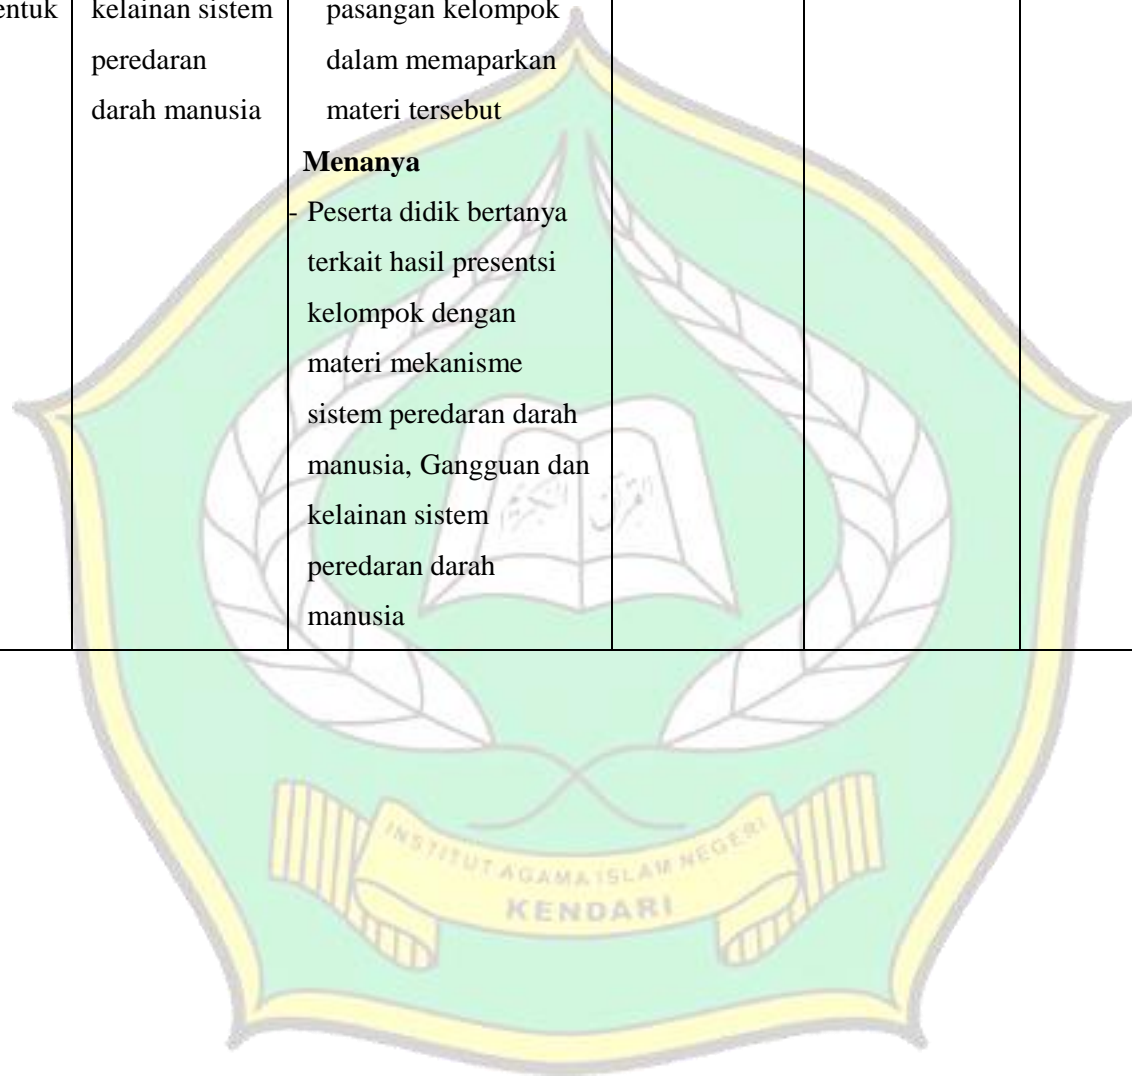 entuk
kelainan sistem
peredaran
darah manusia
pasangan kelompok
dalam memaparkan
materi tersebut
Menanya
- Peserta didik bertanya
terkait hasil presentsi
kelompok dengan
materi mekanisme
sistem peredaran darah
manusia, Gangguan dan
kelainan sistem
peredaran darah
manusia
INSTITUT AGAMA ISLAM NEGERI
KENDARI